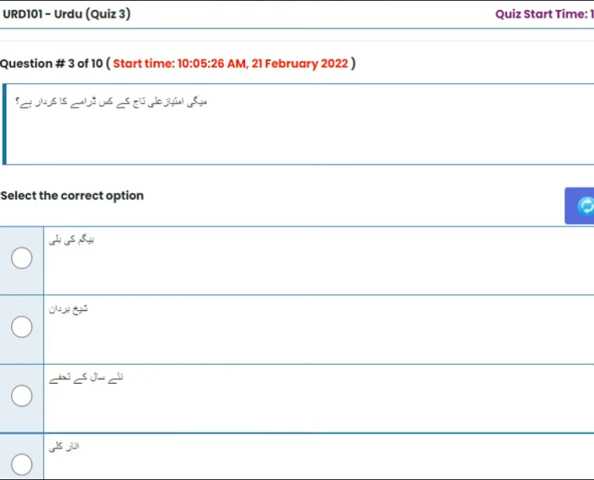 URD101 - Urdu (Quiz 3)
Quiz Start Time: 1
Question # 3 of 10 ( Start time: 10:05:26 AM, 21 February 2022 )
میگی امتیازعلی تاج کے کس ڈرامے کا کردار ہے؟
Select the correct option
بیگم کی بلی
شیخ بردان
نئے سال کے تحفے
انار کلی